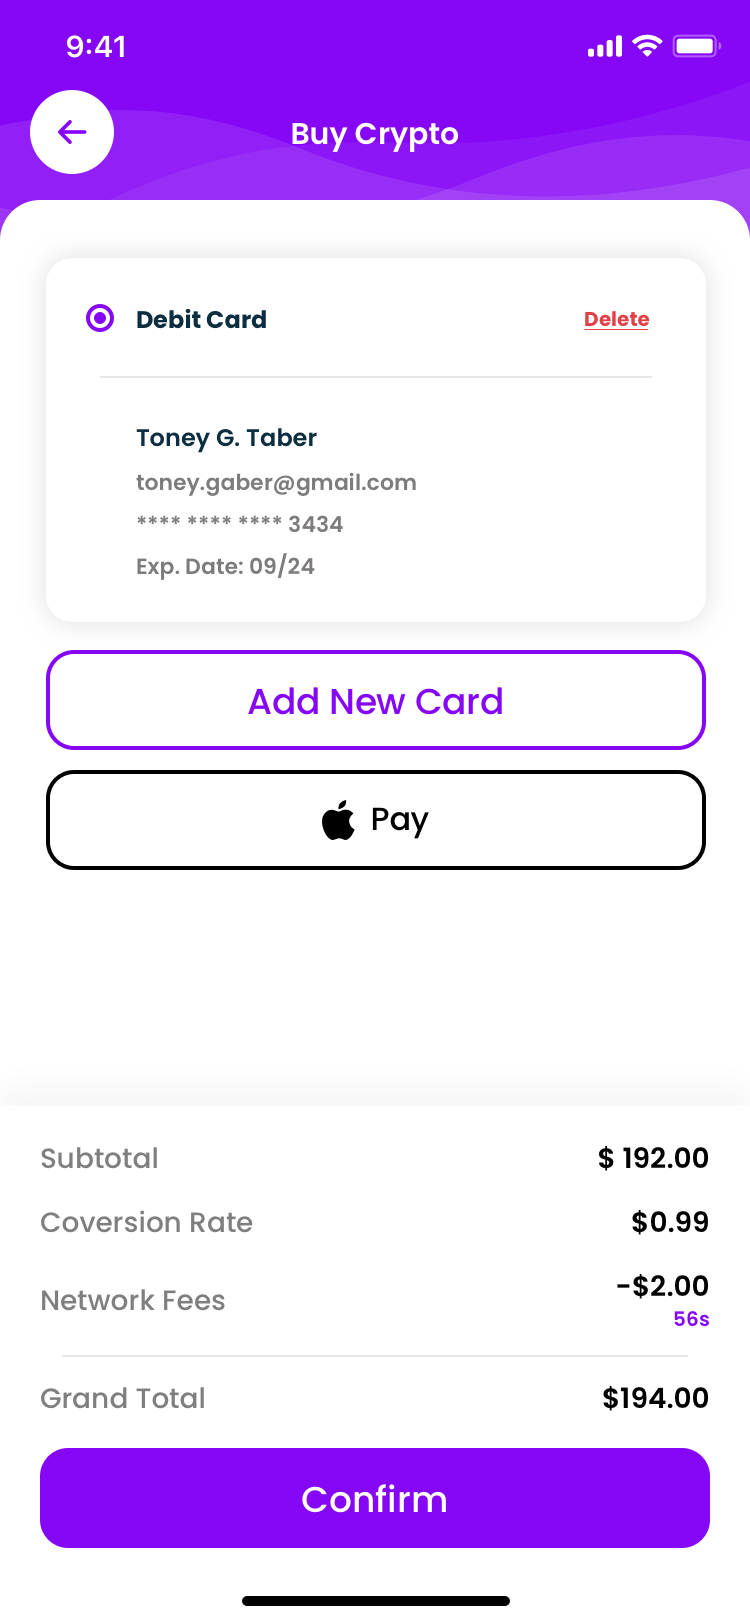 9:41
Buy Crypto
Debit Card
Delete
Toney G. Taber
toney.gaber@gmail.com
**** **** **** 3434
Exp. Date: 09/24
Add New Card
Pay
Subtotal
$ 192.00
Coversion Rate
$0.99
Network Fees
-$2.00
56s
Grand Total
$194.00
Confirm